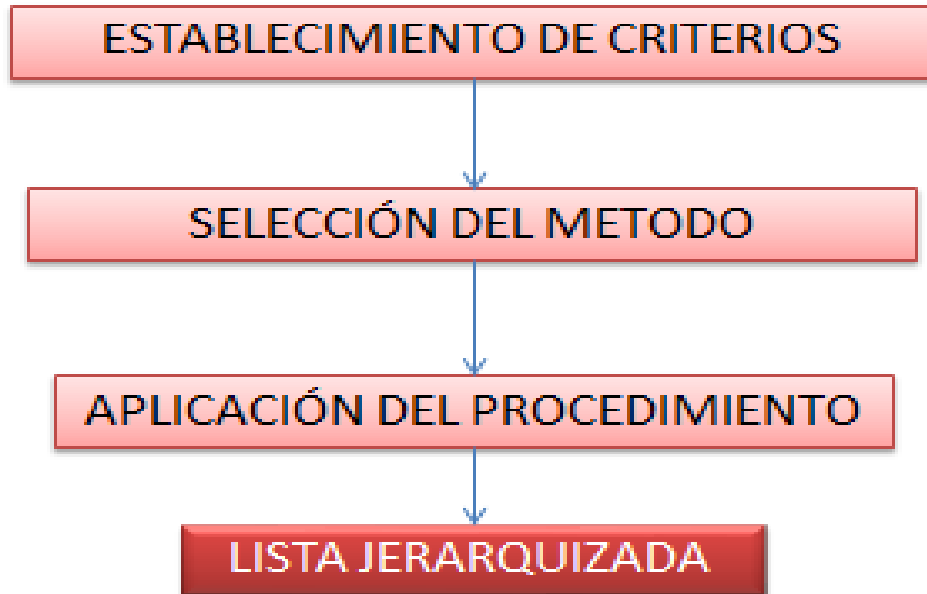 ESTABLECIMIENTO DE CRITERIOS
SELECCIÓN DEL METODO
APLICACIÓN DEL PROCEDIMIENTO
LISTA JERARQUIZADA